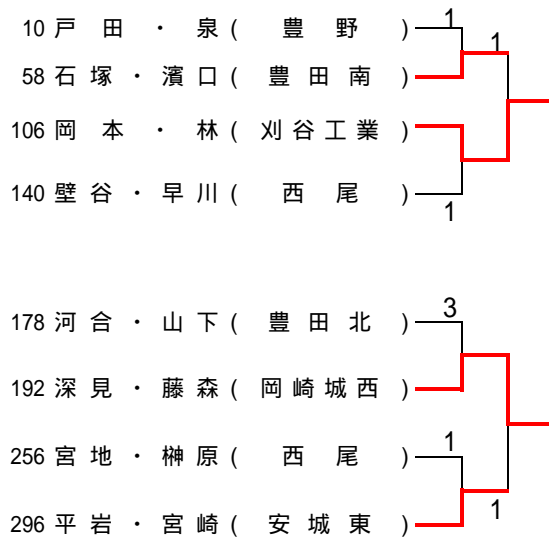 10 戸田・泉(豊野) 1
1
58 石塚・濱口(豊田南)
106 岡本・林(刈谷工業)
140 壁谷・早川(西尾) 1
178 河合・山下(豊田北) 3
192 深見・藤森(岡崎城西)
256 宮地・榊原(西尾) 1
296 平岩・宮崎(安城東)
1